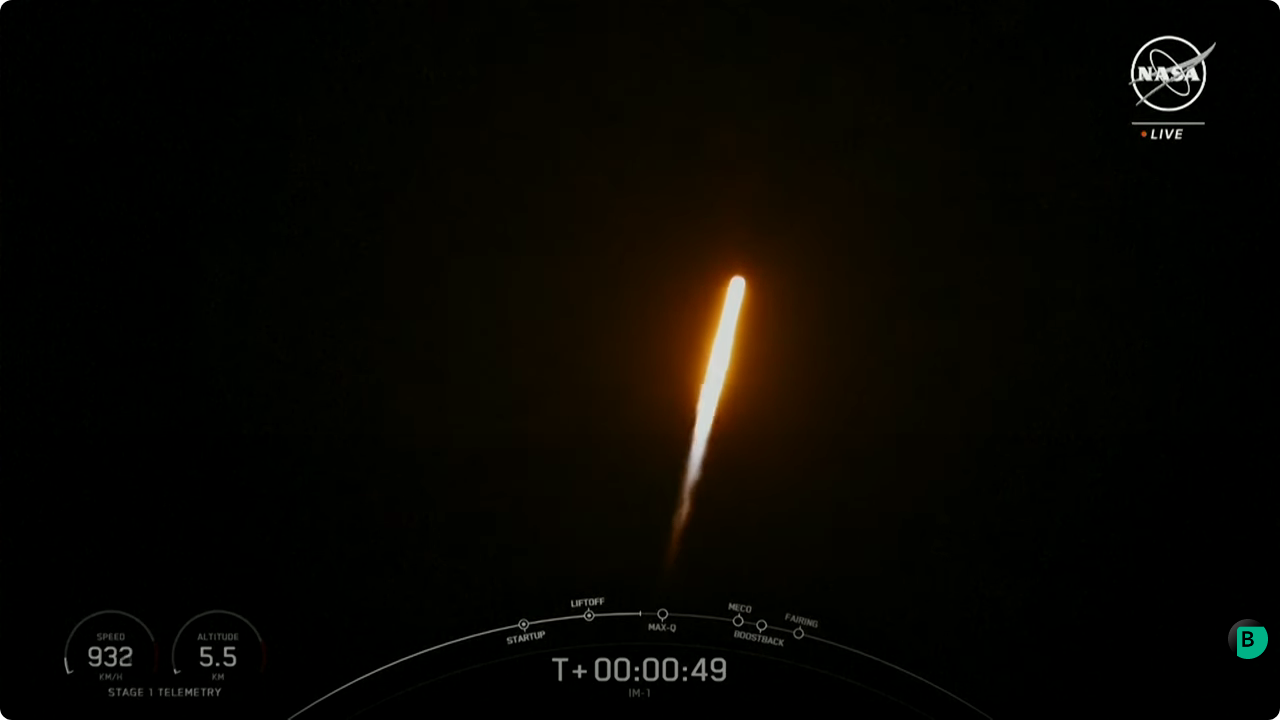 NASA
LIVE
LIFTOFF
MECO
FAIRING
STARTUP
MAX-Q
BOOSTBACK
SPEED
932
KM/H
ALTITUDE
5.5
KM
STAGE 1 TELEMETRY
T+00:00:49
IM-1
B